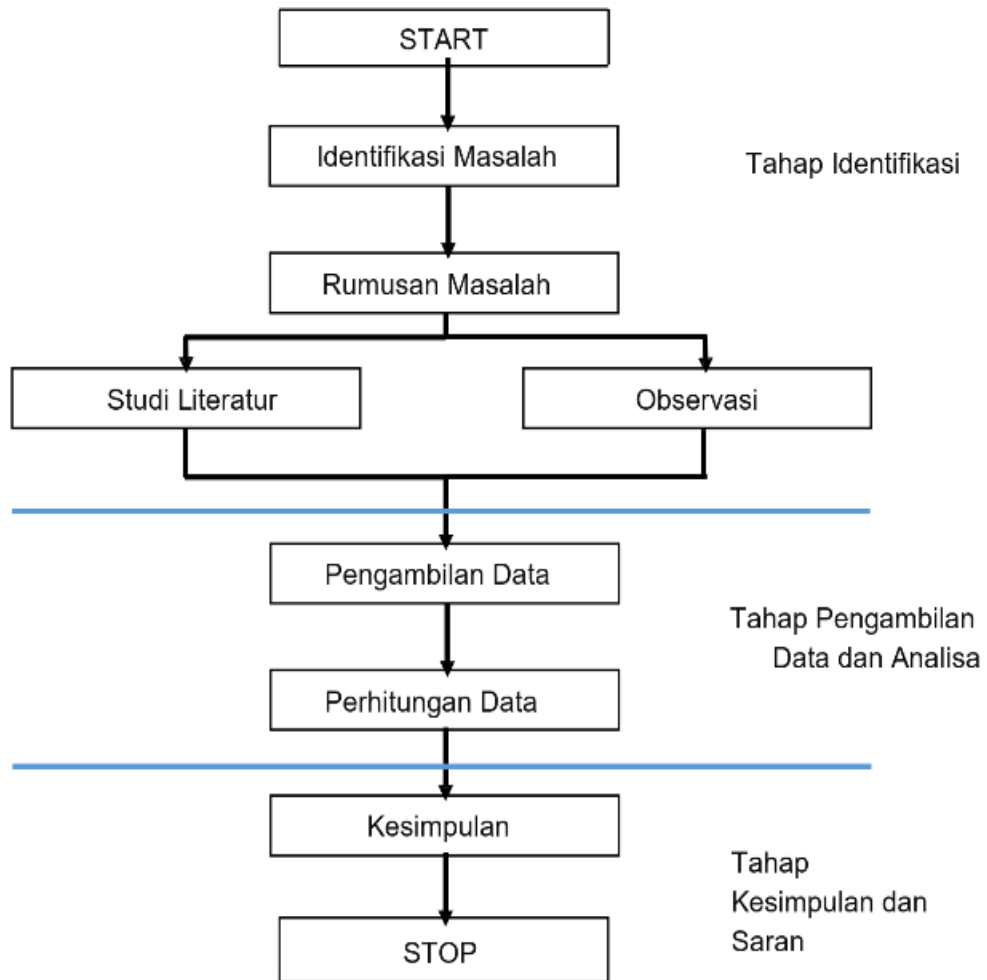 START
Identifikasi Masalah
Tahap Identifikasi
Rumusan Masalah
Studi Literatur
Observasi
Pengambilan Data
Tahap Pengambilan
Data dan Analisa
Perhitungan Data
Kesimpulan
Tahap
Kesimpulan dan
Saran
STOP